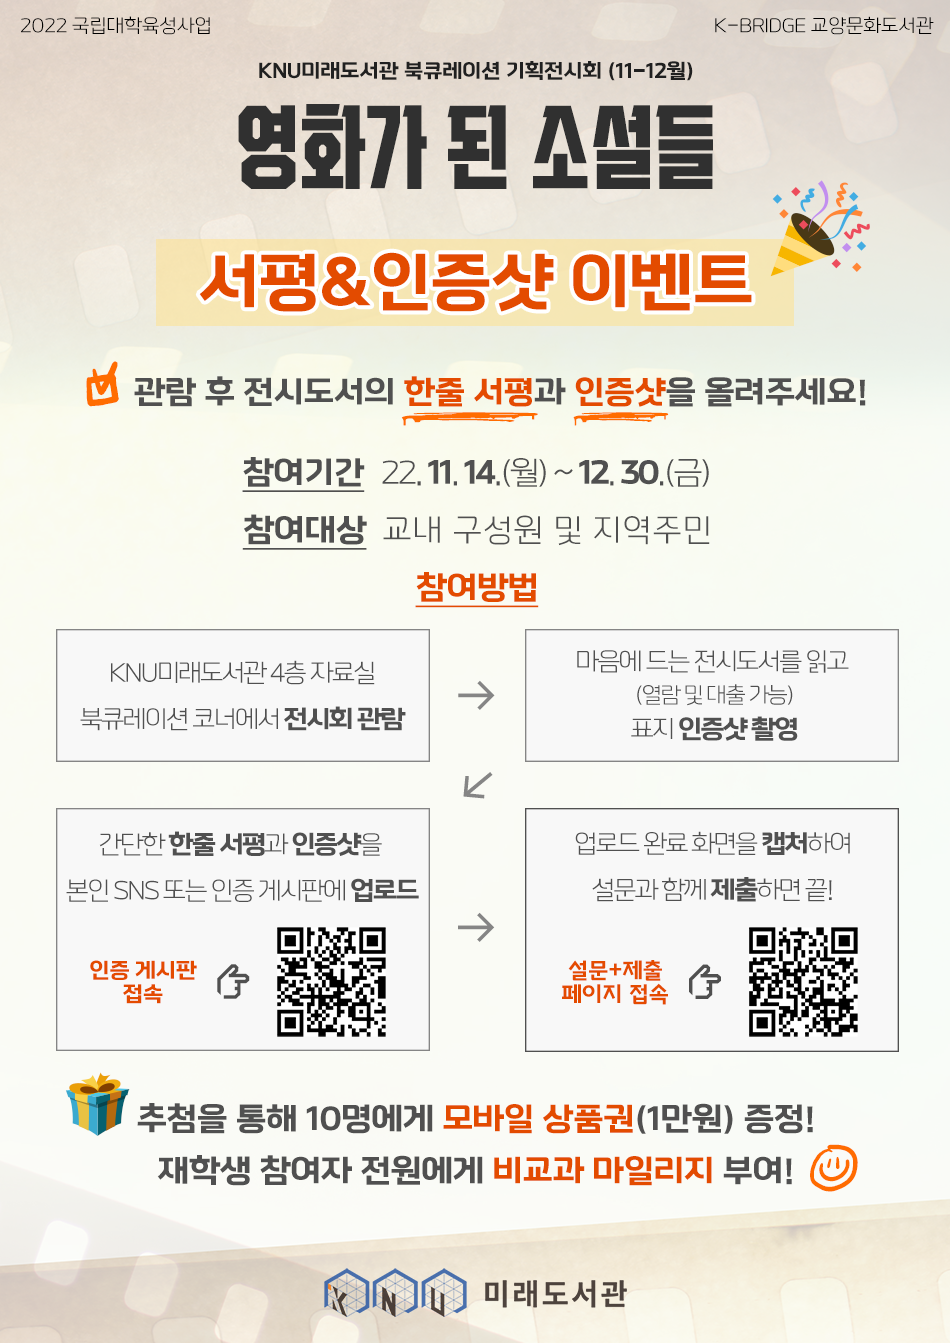 2022 국립대학육성사업
K-BRIDGE 교양문화도서관
KNU미래도서관 북큐레이션 기획전시회 (11-12월)
영화가 된 소설들
서평&인증샷 이벤트
관람 후 전시도서의 한줄 서평과 인증샷을 올려주세요!
참여기간 22. 11. 14.(월) ~ 12. 30.(금)
참여대상 교내 구성원 및 지역주민
참여방법
KNU미래도서관 4층 자료실
북큐레이션 코너에서 전시회 관람
마음에 드는 전시도서를 읽고
(열람 및 대출 가능)
표지 인증샷 촬영
간단한 한줄 서평과 인증샷을
본인 SNS 또는 인증 게시판에 업로드
인증 게시판
접속
업로드 완료 화면을 캡처하여
설문과 함께 제출하면 끝!
설문+제출
페이지 접속
추첨을 통해 10명에게 모바일 상품권(1만원) 증정!
재학생 참여자 전원에게 비교과 마일리지 부여!
KNU 미래도서관